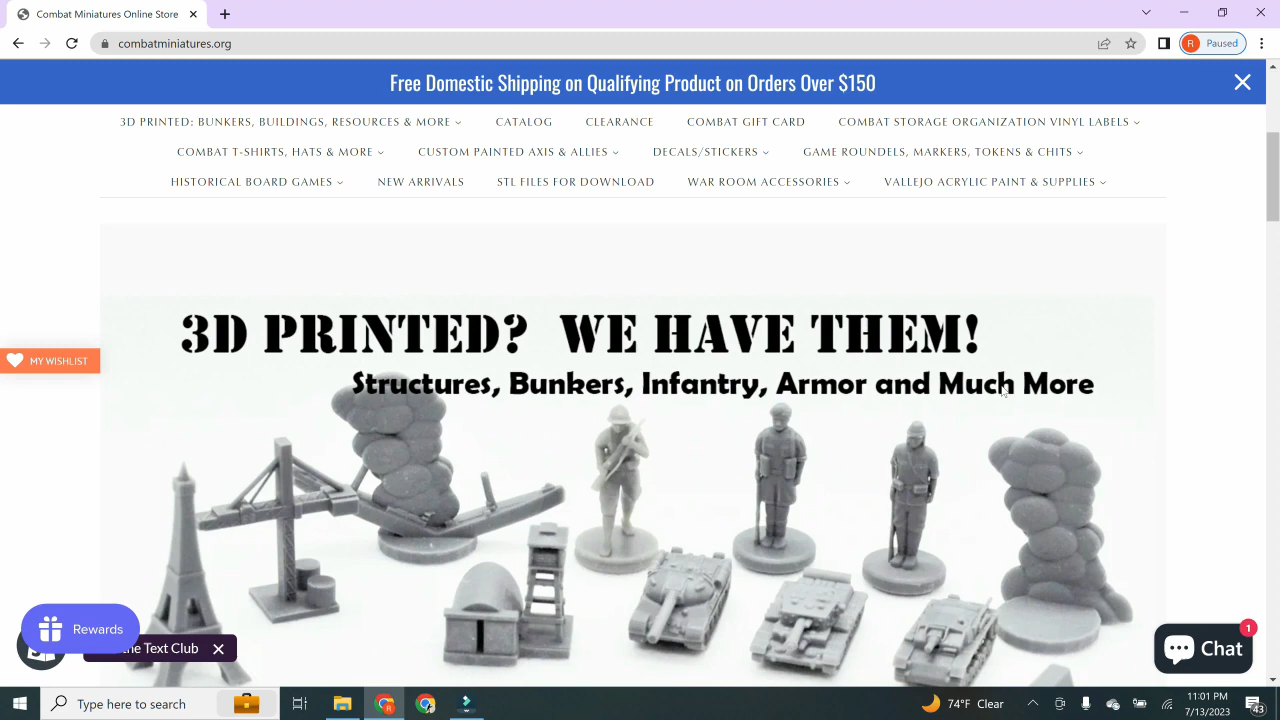 Combat Miniatures Online Store
combatminiatures.org
R Paused
Free Domestic Shipping on Qualifying Product on Orders Over $150
3D PRINTED: BUNKERS, BUILDINGS, RESOURCES & MORE CATALOG CLEARANCE COMBAT GIFT CARD COMBAT STORAGE ORGANIZATION VINYL LABELS
COMBAT T-SHIRTS, HATS & MORE CUSTOM PAINTED AXIS & ALLIES DECALS/STICKERS GAME ROUNDELS, MARKERS, TOKENS & CHITS
HISTORICAL BOARD GAMES NEW ARRIVALS STL FILES FOR DOWNLOAD WAR ROOM ACCESSORIES VALLEJO ACRYLIC PAINT & SUPPLIES
3D PRINTED? WE HAVE THEM!
Structures, Bunkers, Infantry, Armor and Much More
MY WISHLIST
Rewards
the Text Club
Chat 1
Type here to search
R
74°F Clear
11:01 PM
7/13/2023
43